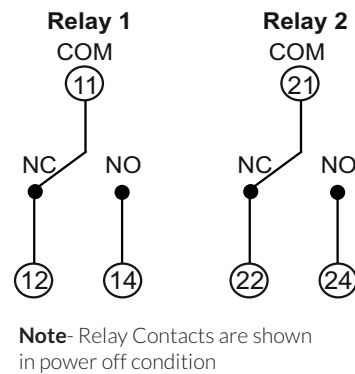 Relay 1 Relay 2
COM COM
11 21
NC NO NC NO
12 14 22 24
Note- Relay Contacts are shown
in power off condition